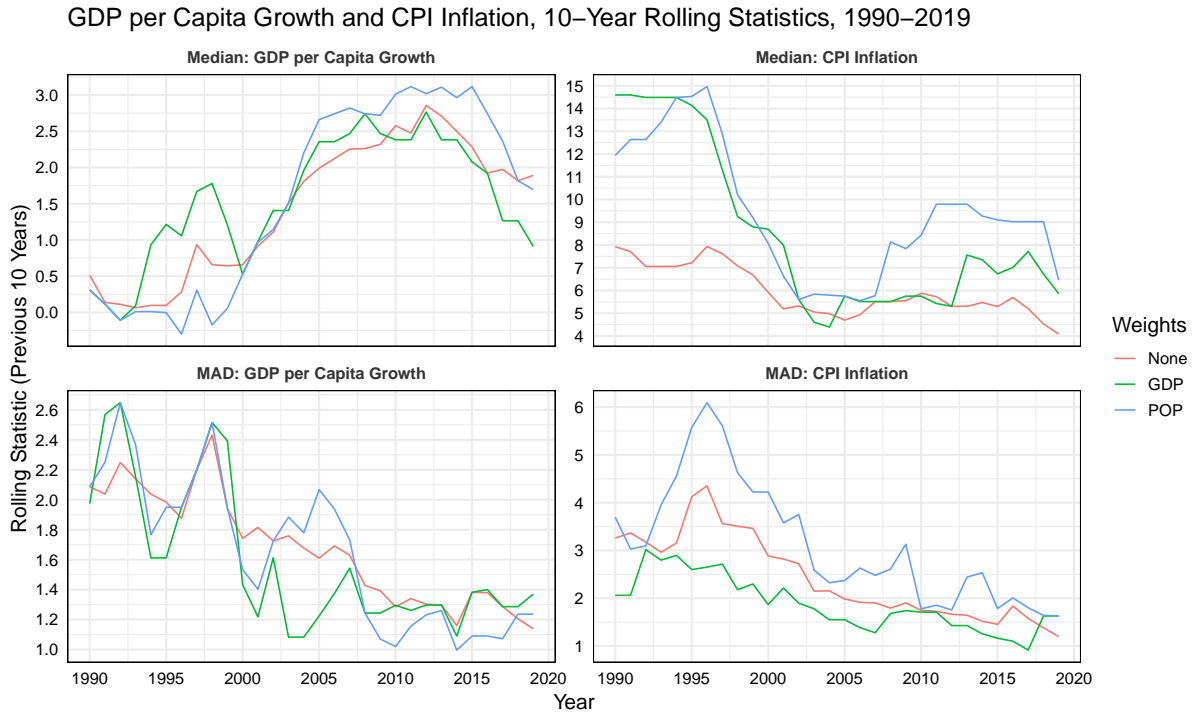 GDP per Capita Growth and CPI Inflation, 10−Year Rolling Statistics, 1990−2019
Median: GDP per Capita Growth
Median: CPI Inflation
3.0
2.5
2.0
1.5
1.0
0.5
0.0
15
14
13
12
11
10
9
8
7
6
5
4
Rolling Statistic (Previous 10 Years)
MAD: GDP per Capita Growth
MAD: CPI Inflation
2.6
2.4
2.2
2.0
1.8
1.6
1.4
1.2
1.0
6
5
4
3
2
1
1990 1995 2000 2005 2010 2015 2020
1990 1995 2000 2005 2010 2015 2020
Year
Weights
None
GDP
POP